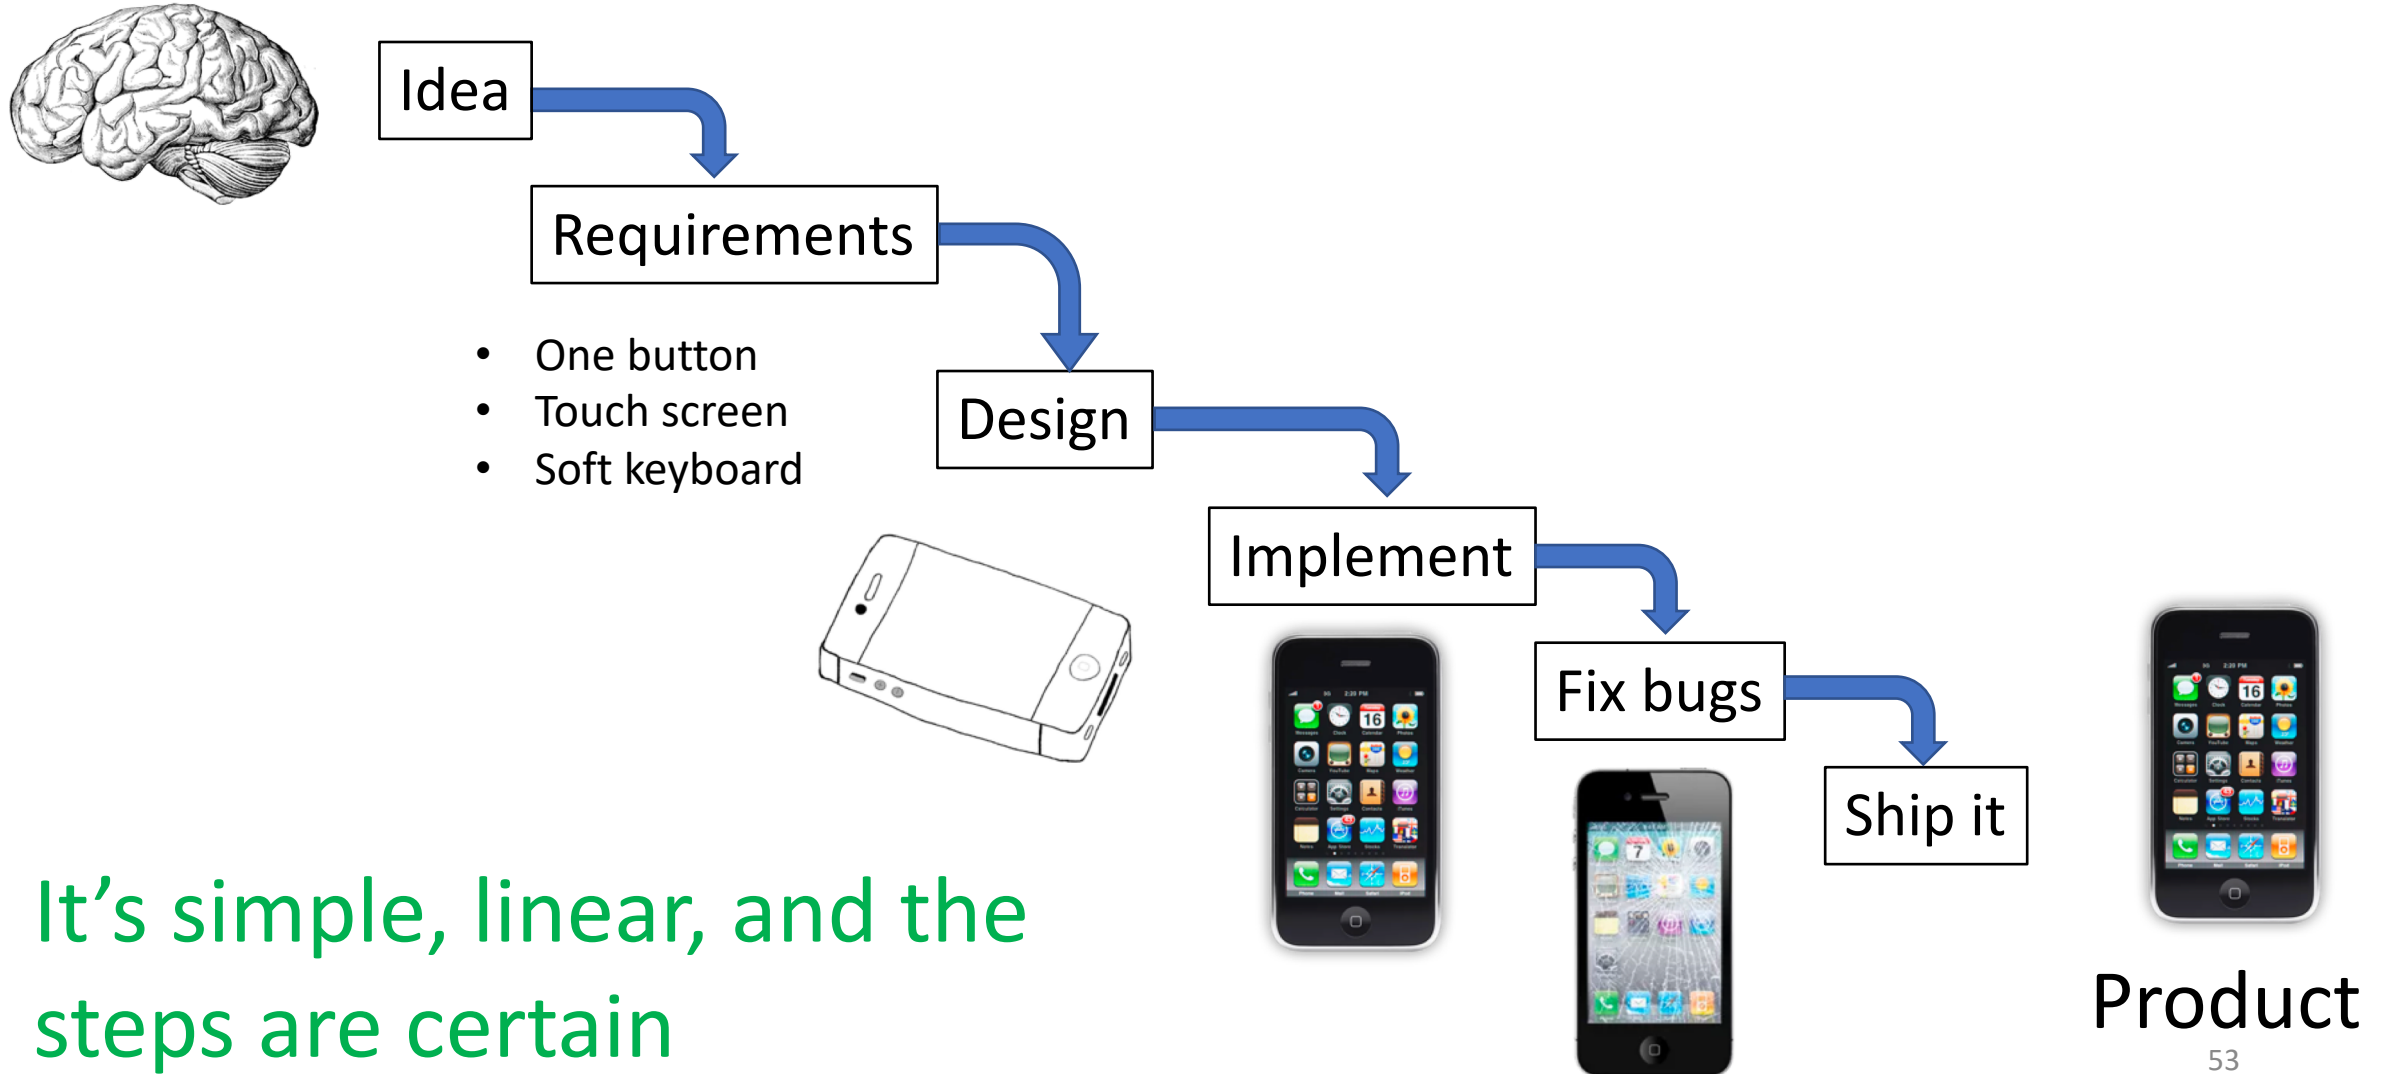 Idea
Requirements
• One button
• Touch screen
• Soft keyboard
Design
Implement
Fix bugs
Ship it
It’s simple, linear, and the
steps are certain
Product
53